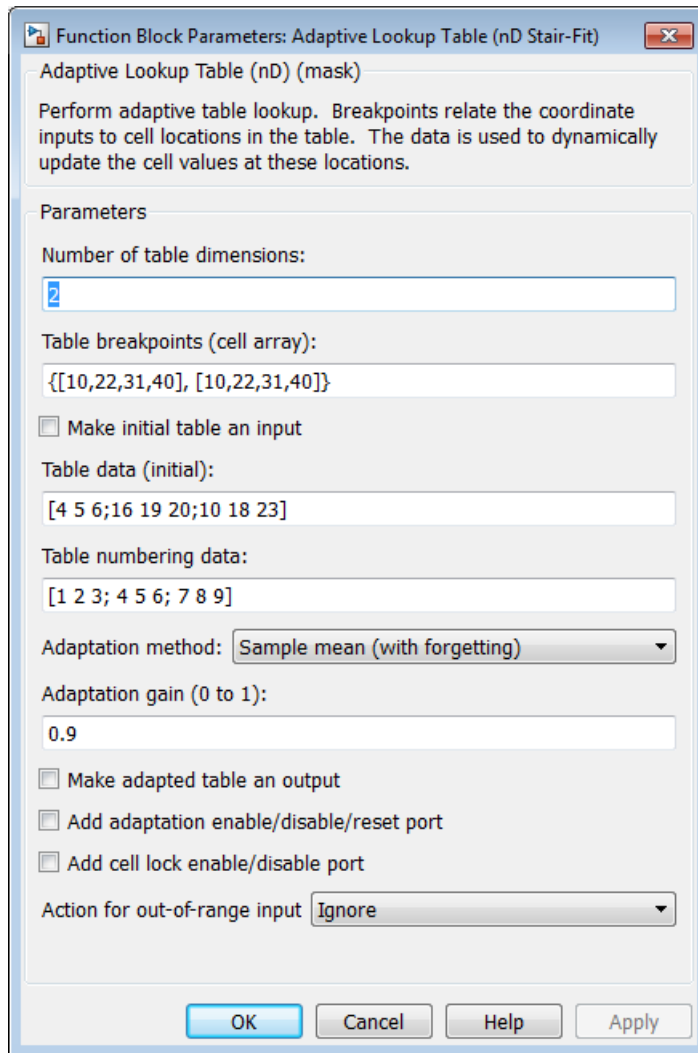 Function Block Parameters: Adaptive Lookup Table (nD Stair-Fit)
Adaptive Lookup Table (nD) (mask)
Perform adaptive table lookup.  Breakpoints relate the coordinate
inputs to cell locations in the table.  The data is used to dynamically
update the cell values at these locations.
Parameters
Number of table dimensions:
2
Table breakpoints (cell array):
{[10,22,31,40], [10,22,31,40]}
Make initial table an input
Table data (initial):
[4 5 6;16 19 20;10 18 23]
Table numbering data:
[1 2 3; 4 5 6; 7 8 9]
Adaptation method: Sample mean (with forgetting)
Adaptation gain (0 to 1):
0.9
Make adapted table an output
Add adaptation enable/disable/reset port
Add cell lock enable/disable port
Action for out-of-range input Ignore
OK Cancel Help Apply